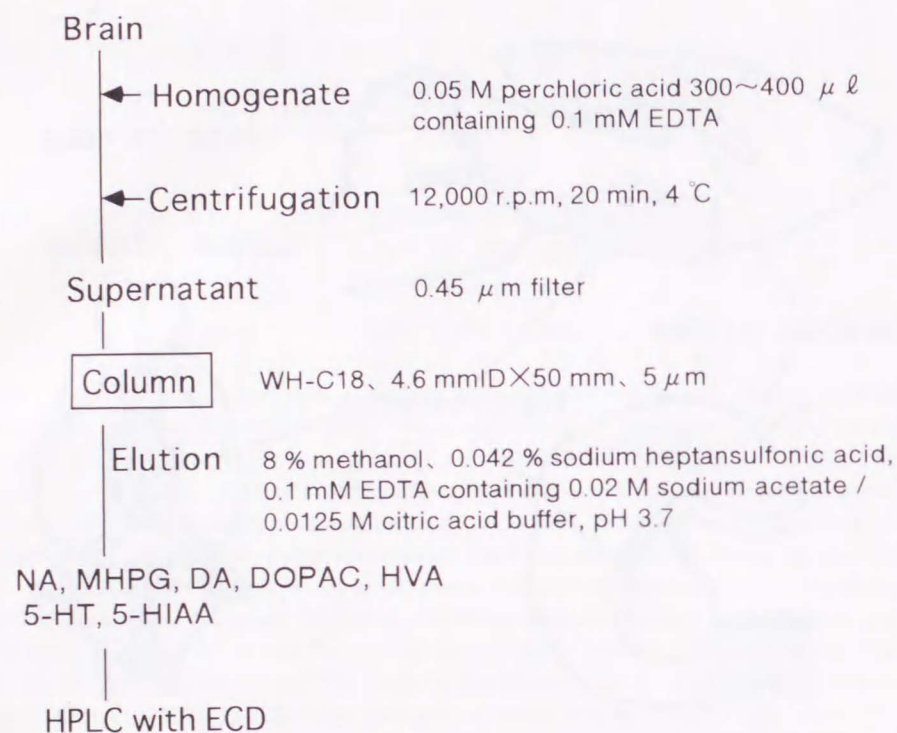 Brain
Homogenate 0.05 M perchloric acid 300~400 μ ℓ
containing 0.1 mM EDTA
Centrifugation 12,000 r.p.m, 20 min, 4 ℃
Supernatant 0.45 μm filter
Column WH-C18、4.6 mmID×50 mm、5 μm
Elution 8 % methanol、0.042 % sodium heptansulfonic acid,
0.1 mM EDTA containing 0.02 M sodium acetate /
0.0125 M citric acid buffer, pH 3.7
NA, MHPG, DA, DOPAC, HVA
5-HT, 5-HIAA
HPLC with ECD